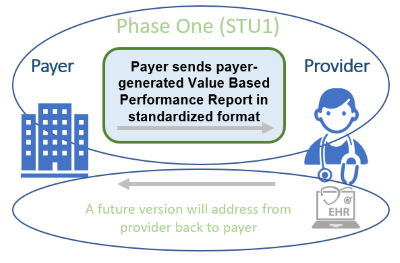 Phase One (STU1)
Payer
Provider
Payer sends payer-
generated Value Based
Performance Report in
standardized format
A future version will address from
provider back to payer
EHR